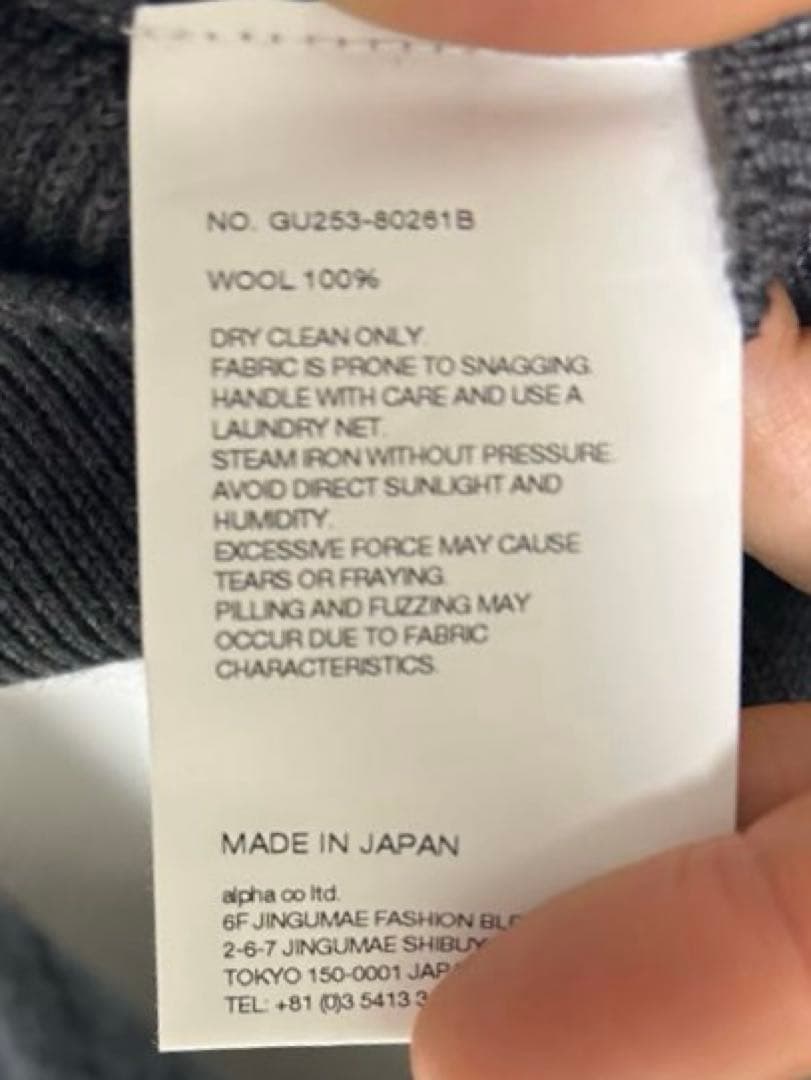 NO. GU253-80261B
WOOL 100%
DRY CLEAN ONLY.
FABRIC IS PRONE TO SNAGGING.
HANDLE WITH CARE AND USE A
LAUNDRY NET.
STEAM IRON WITHOUT PRESSURE.
AVOID DIRECT SUNLIGHT AND
HUMIDITY.
EXCESSIVE FORCE MAY CAUSE
TEARS OR FRAYING.
PILLING AND FUZZING MAY
OCCUR DUE TO FABRIC
CHARACTERISTICS.
MADE IN JAPAN
alpha co ltd.
6F JINGUMAE FASHION
2-6-7 JINGUMAE
TOKYO 150-0001
TEL: +81 (0)3 5413